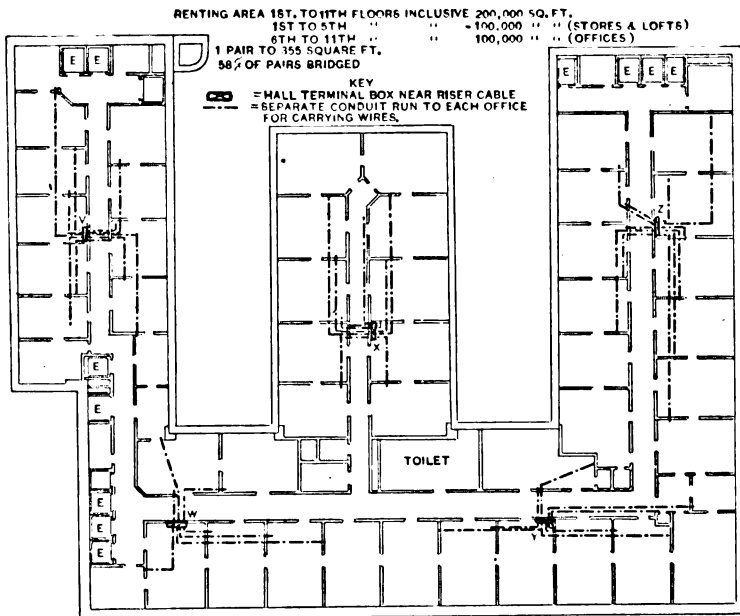 RENTING AREA 1ST. TO 11TH FLOORS INCLUSIVE 200,000 SQ. FT.
1ST TO 5TH " " - 100,000 " " (STORES & LOFTS)
6TH TO 11TH " " 100,000 " " (OFFICES)
1 PAIR TO 355 SQUARE FT.
58% OF PAIRS BRIDGED
KEY
= HALL TERMINAL BOX NEAR RISER CABLE
= SEPARATE CONDUIT RUN TO EACH OFFICE
FOR CARRYING WIRES.
E E
E E E E
V
Z
X
E
E
TOILET
E
E
E
W
Y